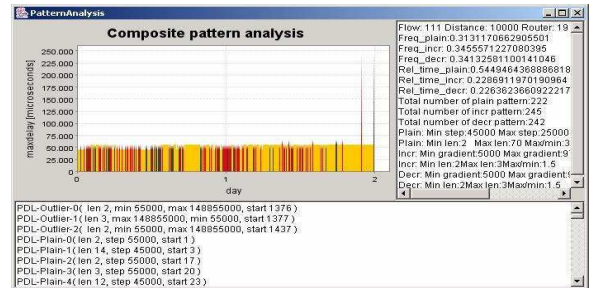 PatternAnalysis
Composite pattern analysis
250.000
225.000
200.000
175.000
150.000
125.000
100.000
75.000
50.000
25.000
0
maxdelay [microseconds]
0 1 2
day
Flow: 111 Distance: 10000 Router: 19
Freq_plain:0.3131170662905501
Freq_incr: 0.3455571227080395
Freq_decr: 0.34132581100141046
Rel_time_plain:0.5449464368886818
Rel_time_incr: 0.2286911970190964
Rel_time_decr: 0.2263623660922217
Total number of plain pattern:222
Total number of incr pattern:245
Total number of decr pattern:242
Plain: Min step:45000 Max step:25000
Plain: Min len:2 Max len:70 Max/min:3
Incr: Min gradient:5000 Max gradient:9
Incr: Min len:2Max len:3Max/min:1.5
Decr: Min gradient:5000 Max gradient
Decr: Min len:2Max len:3Max/min:1.5
PDL-Outlier-0( len 2, min 55000, max 148855000, start 1376 )
PDL-Outlier-1( len 3, max 148855000, min 55000, start 1377 )
PDL-Outlier-2( len 2, min 55000, max 148855000, start 1437 )
PDL-Plain-0( len 2, step 55000, start 1 )
PDL-Plain-1( len 14, step 45000, start 3 )
PDL-Plain-2( len 2, step 55000, start 17 )
PDL-Plain-3( len 3, step 55000, start 20 )
PDL-Plain-4( len 12, step 45000, start 23 )